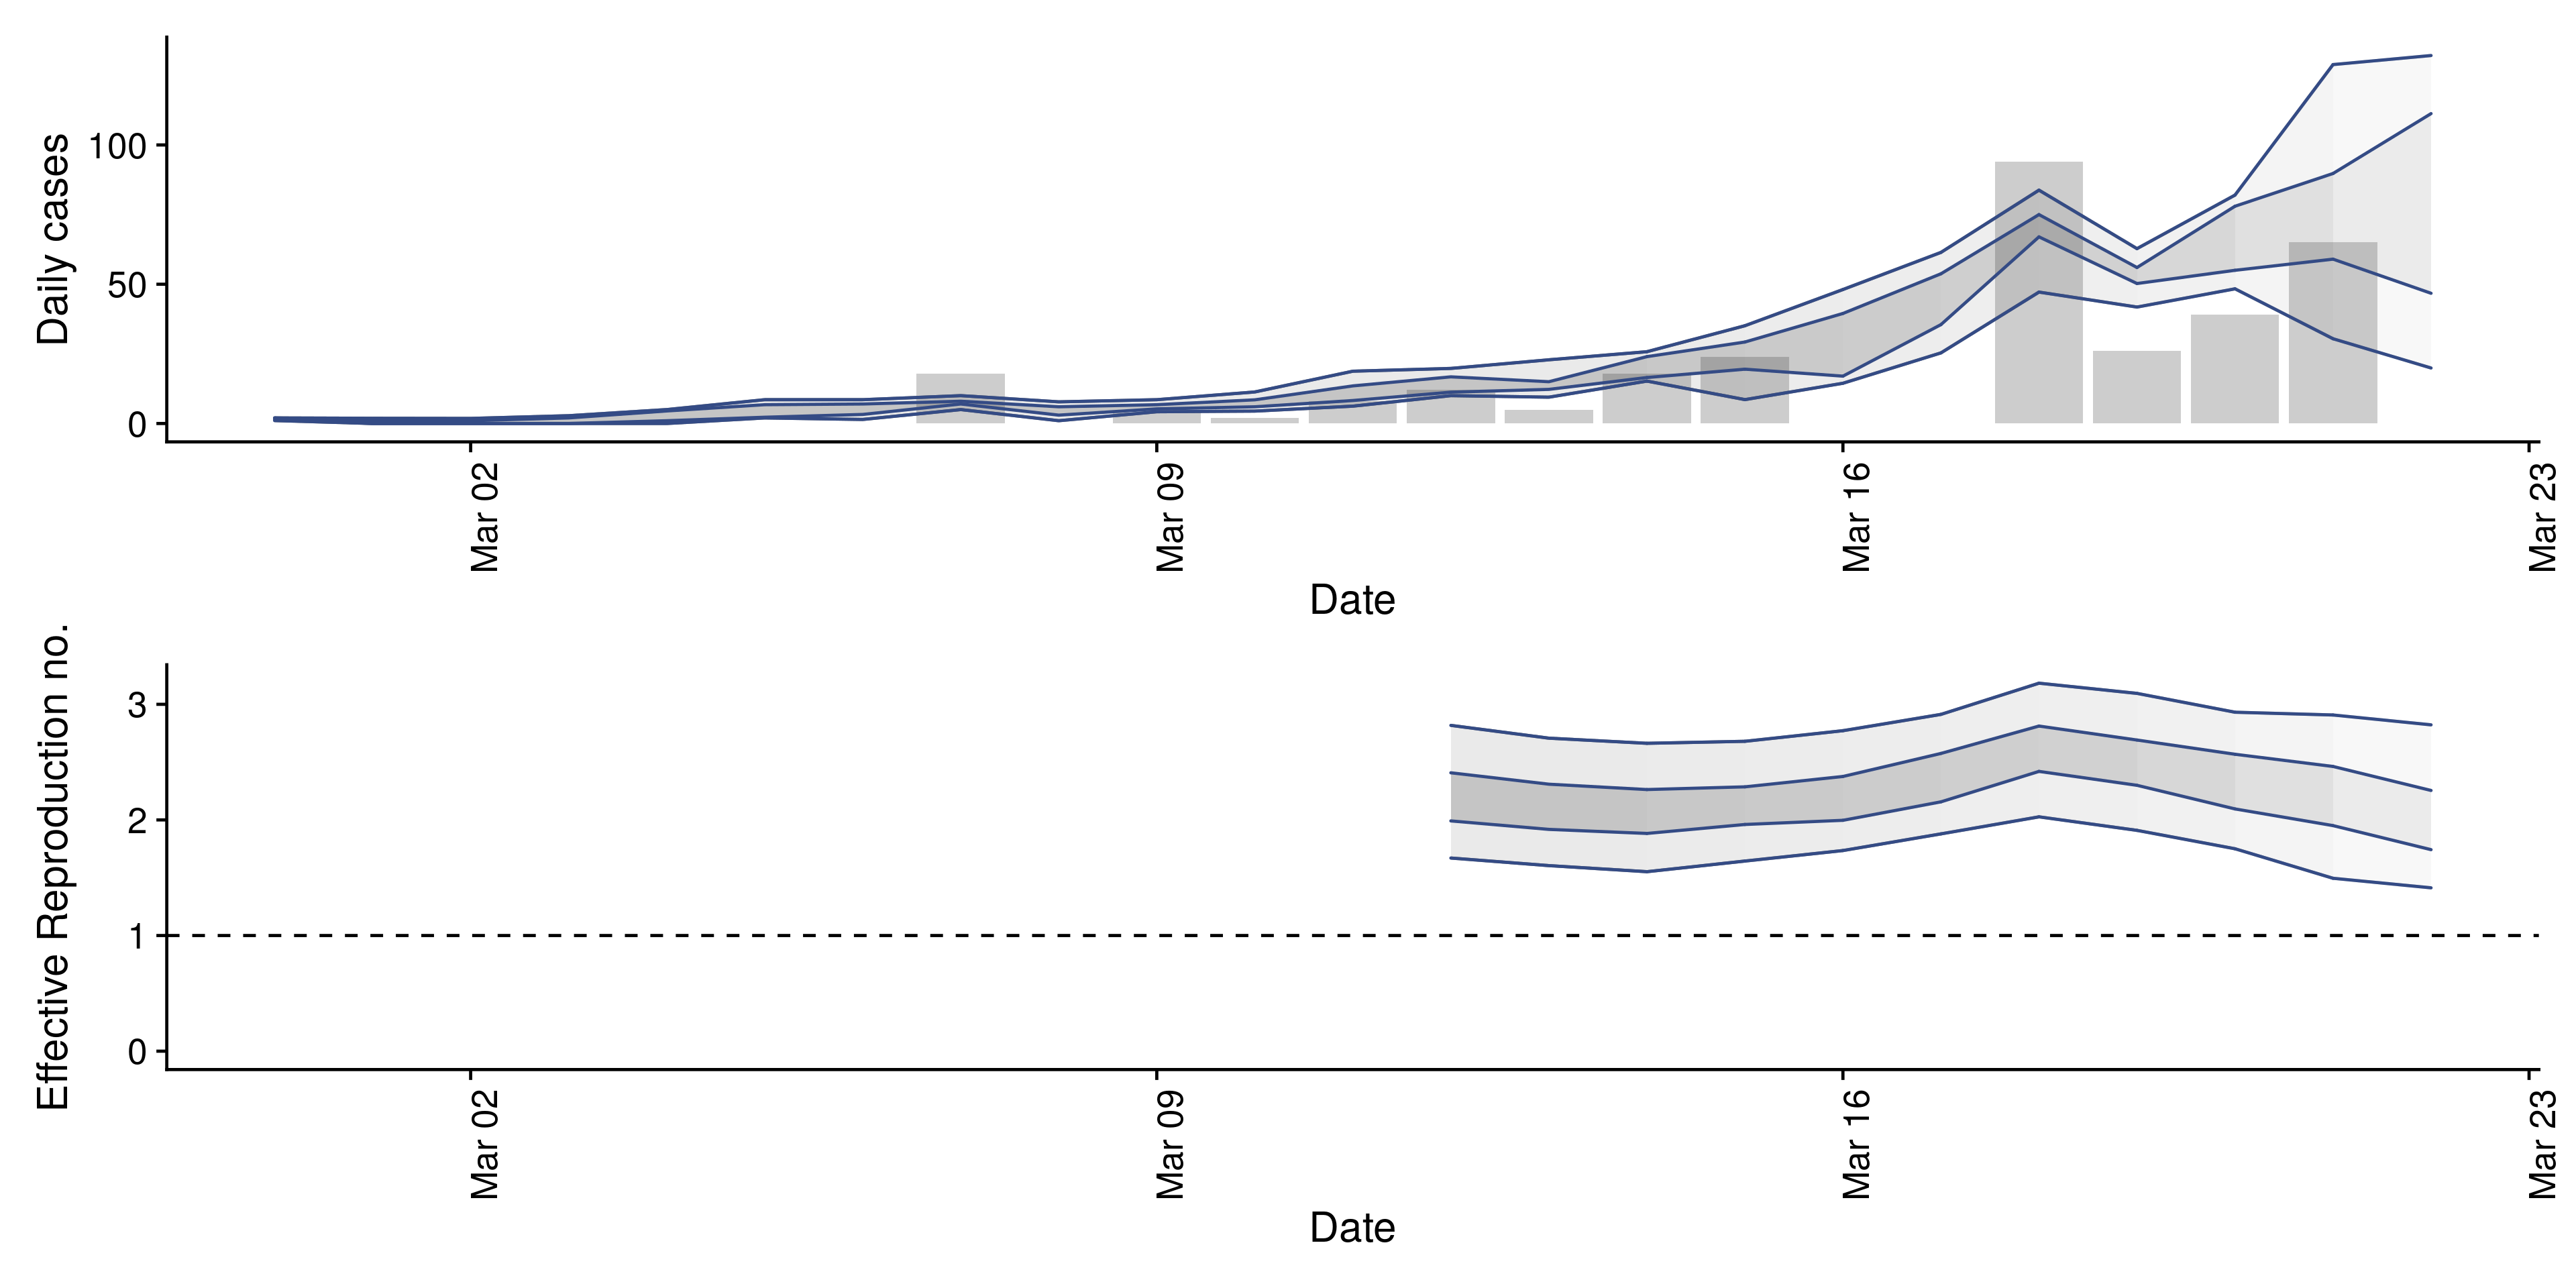 Daily cases
100
50
0
Mar 02
Mar 09
Mar 16
Mar 23
Date
Effective Reproduction no.
3
2
1
0
Mar 02
Mar 09
Mar 16
Mar 23
Date